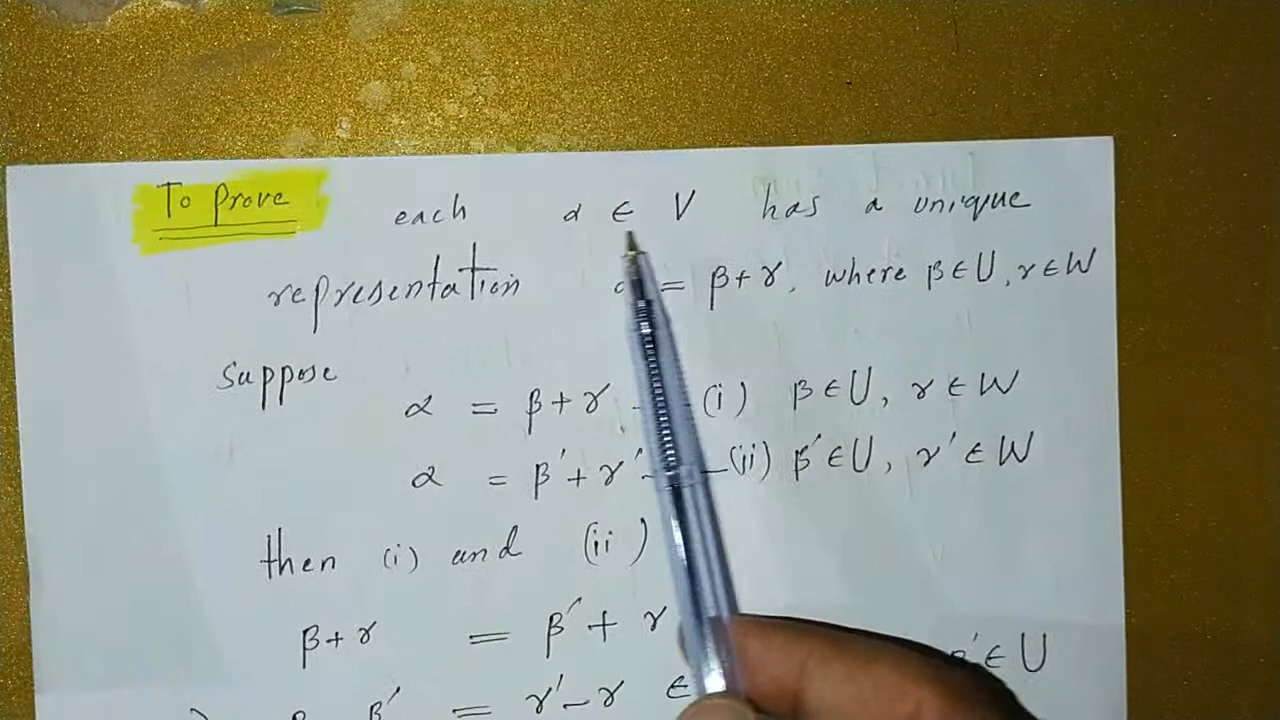 To Prove each α ∈ V has a unique
representation = β+γ, where β∈U, γ∈W
Suppose
α = β+γ - -(i) β∈U, γ∈W
α = β'+γ' - -(ii) β'∈U, γ'∈W
then (i) and (ii)
β+γ = β'+γ
β'∈U
β' = γ'-γ ∈